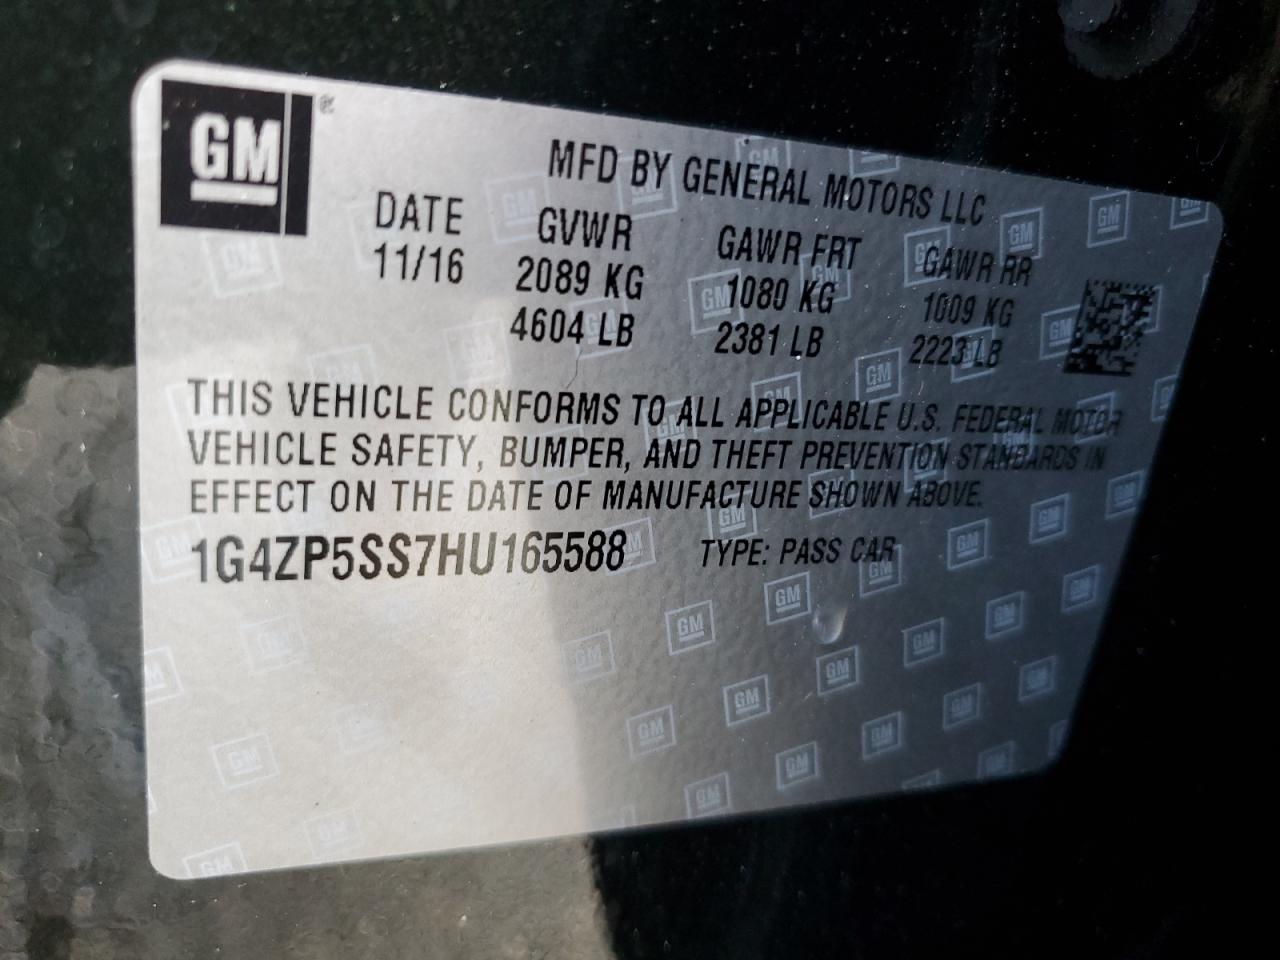 GM
MFD BY GENERAL MOTORS LLC
DATE GVWR GAWR FRT GAWR RR
11/16 2089 KG 1080 KG 1009 KG
4604 LB 2381 LB 2223 LB
THIS VEHICLE CONFORMS TO ALL APPLICABLE U.S. FEDERAL MOTOR
VEHICLE SAFETY, BUMPER, AND THEFT PREVENTION STANDARDS IN
EFFECT ON THE DATE OF MANUFACTURE SHOWN ABOVE.
1G4ZP5SS7HU165588 TYPE: PASS CAR